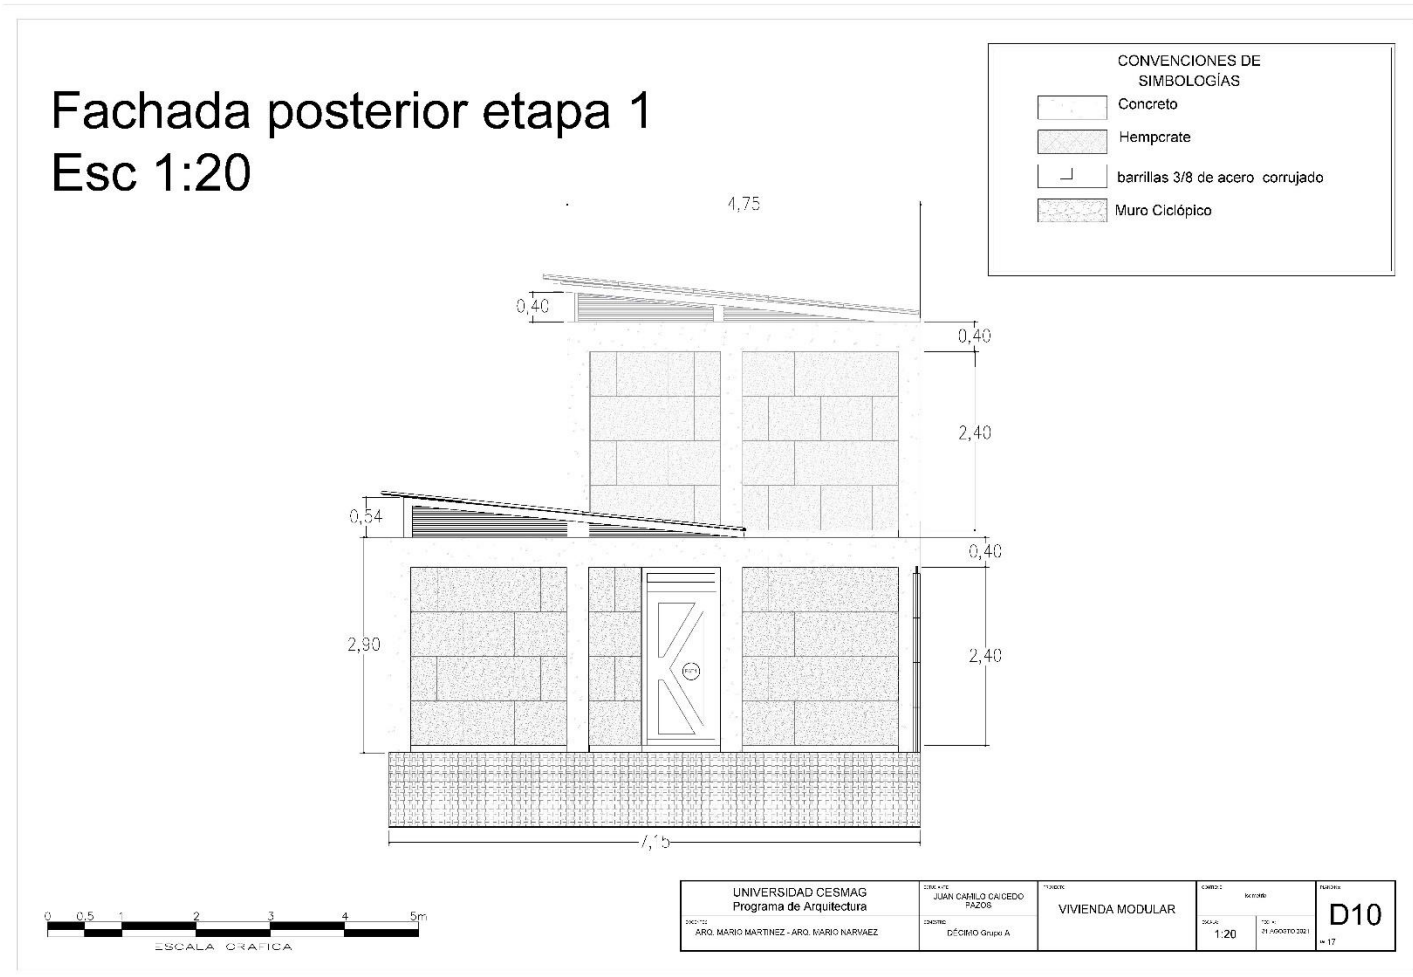 Fachada posterior etapa 1
Esc 1:20
CONVENCIONES DE
SIMBOLOGÍAS
Concreto
Hempcrate
barrillas 3/8 de acero corrujado
Muro Ciclópico
4,75
0,40
0,40
2,40
0,54
0,40
2,90
2,40
7,15
0 0,5 1 2 3 4 5m
ESCALA GRAFICA
UNIVERSIDAD CESMAG
Programa de Arquitectura
ARQ. MARIO MARTINEZ - ARQ. MARIO NARVAEZ
JUAN CAMILO CAICEDO
PAZOS
DÉCIMO Grupo A
VIVIENDA MODULAR
1:20
AGOSTO 2021
D10
17